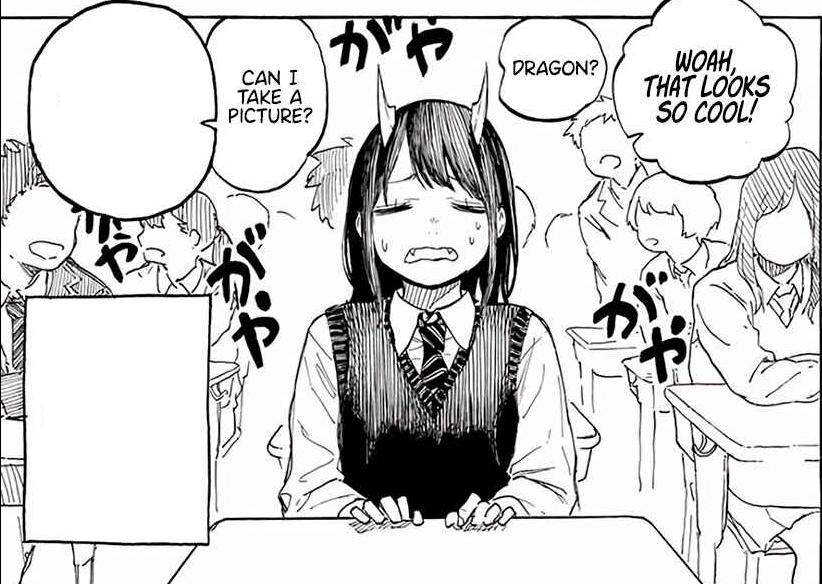 WOAH,
THAT LOOKS
SO COOL!
DRAGON?
がや
CAN I
TAKE A
PICTURE?
がや
がや
がや